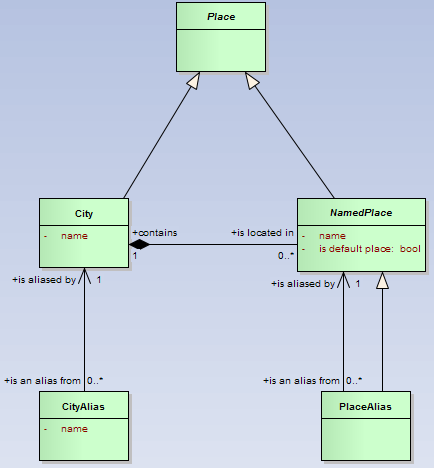 Place
City
- name
NamedPlace
- name
- is default place: bool
+contains
+is located in
1
0..*
+is aliased by 1
+is aliased by 1
+is an alias from 0..*
+is an alias from 0..*
CityAlias
- name
PlaceAlias